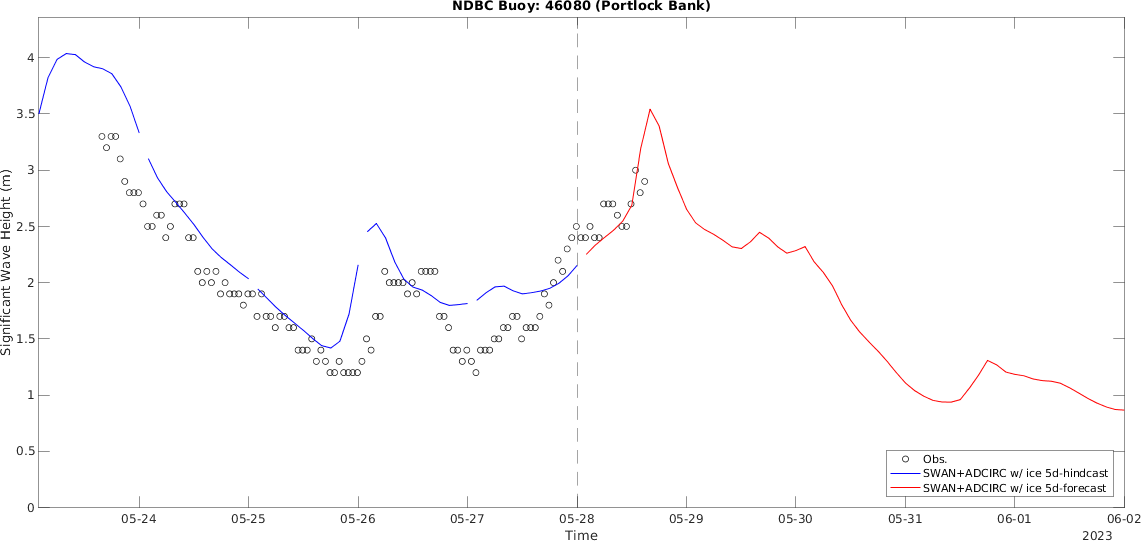 NDBC Buoy: 46080 (Portlock Bank)
Significant Wave Height (m)
4
3.5
3
2.5
2
1.5
1
0.5
0
Obs.
SWAN+ADCIRC w/ ice 5d-hindcast
SWAN+ADCIRC w/ ice 5d-forecast
05-24 05-25 05-26 05-27 05-28 05-29 05-30 05-31 06-01 06-02
Time
2023